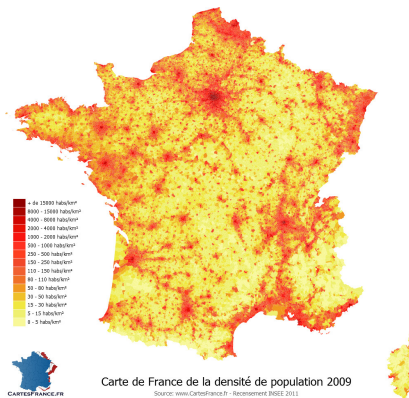 + de 15000 habs/km²
8000 - 15000 habs/km²
4000 - 8000 habs/km²
2000 - 4000 habs/km²
1000 - 2000 habs/km²
500 - 1000 habs/km²
250 - 500 habs/km²
150 - 250 habs/km²
110 - 150 habs/km²
80 - 110 habs/km²
50 - 80 habs/km²
30 - 50 habs/km²
15 - 30 habs/km²
5 - 15 habs/km²
0 - 5 habs/km²
CARTESFRANCE.FR
Carte de France de la densité de population 2009
Source: www.CartesFrance.fr - Recensement INSEE 2011